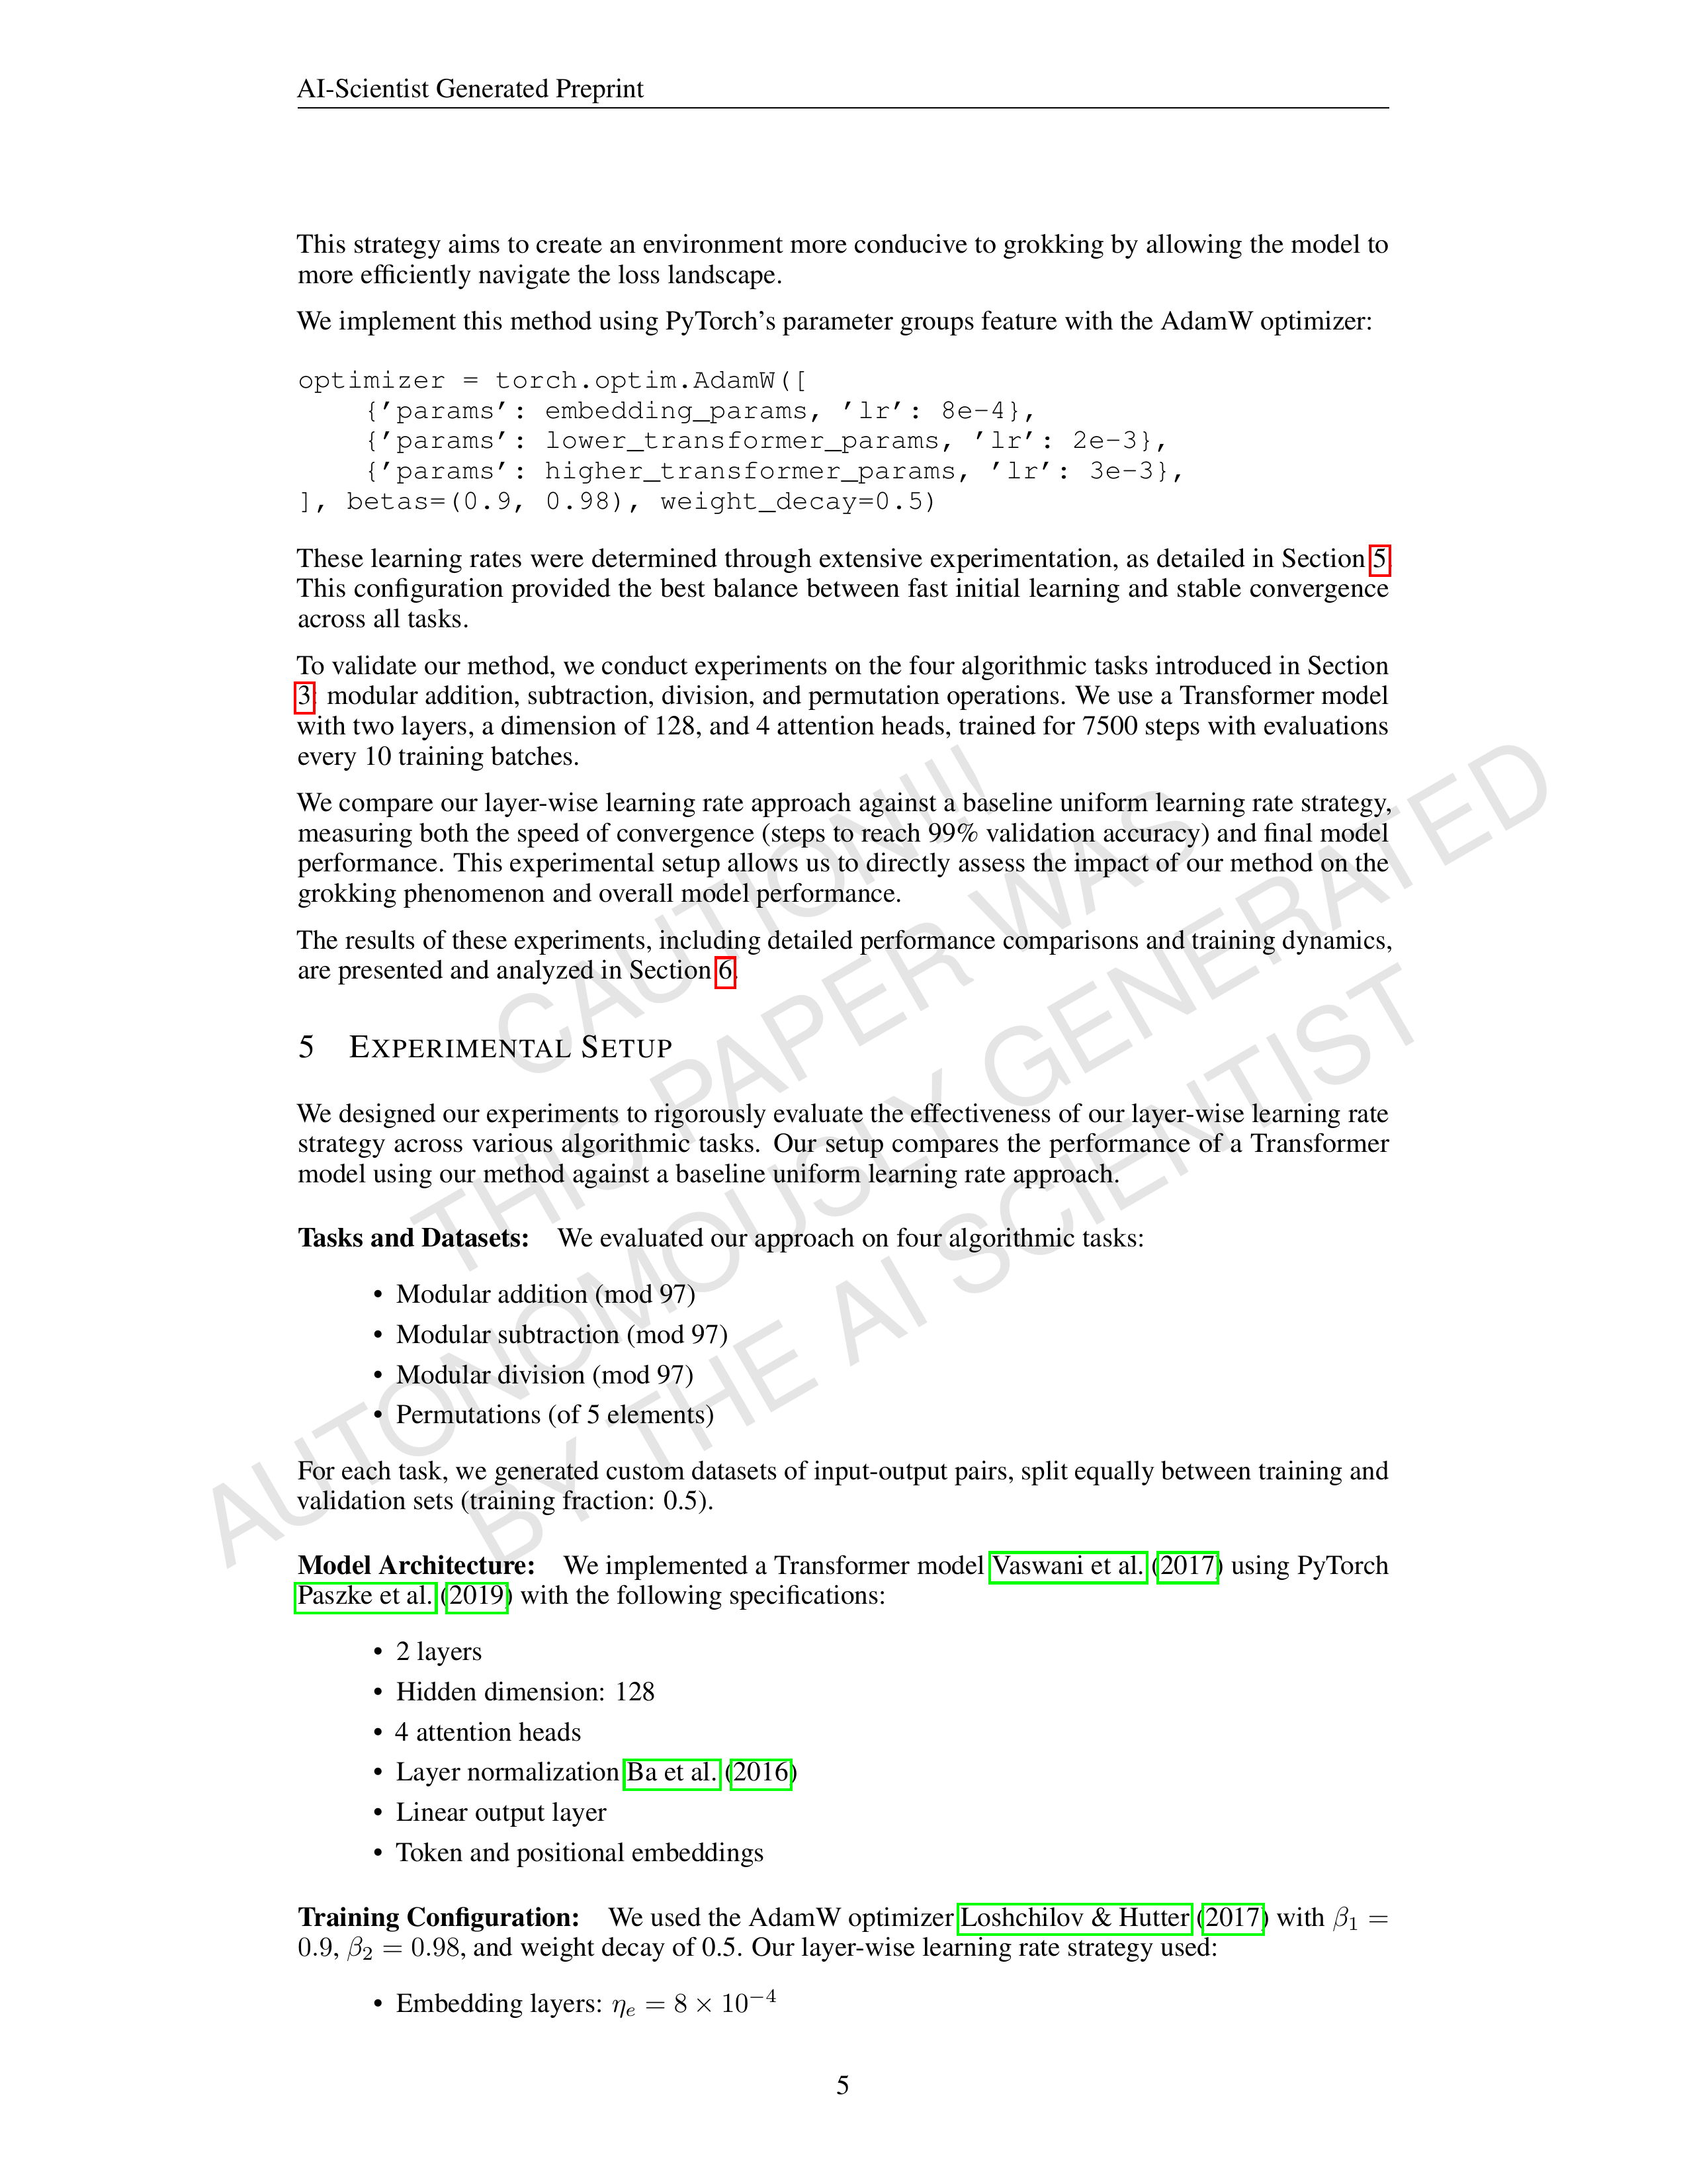 AI-Scientist Generated Preprint
This strategy aims to create an environment more conducive to grokking by allowing the model to
more efficiently navigate the loss landscape.
We implement this method using PyTorch's parameter groups feature with the AdamW optimizer:
optimizer = torch.optim.AdamW([
    {'params': embedding_params, 'lr': 8e-4},
    {'params': lower_transformer_params, 'lr': 2e-3},
    {'params': higher_transformer_params, 'lr': 3e-3},
], betas=(0.9, 0.98), weight_decay=0.5)
These learning rates were determined through extensive experimentation, as detailed in Section 5.
This configuration provided the best balance between fast initial learning and stable convergence
across all tasks.
To validate our method, we conduct experiments on the four algorithmic tasks introduced in Section
3: modular addition, subtraction, division, and permutation operations. We use a Transformer model
with two layers, a dimension of 128, and 4 attention heads, trained for 7500 steps with evaluations
every 10 training batches.
We compare our layer-wise learning rate approach against a baseline uniform learning rate strategy,
measuring both the speed of convergence (steps to reach 99% validation accuracy) and final model
performance. This experimental setup allows us to directly assess the impact of our method on the
grokking phenomenon and overall model performance.
The results of these experiments, including detailed performance comparisons and training dynamics,
are presented and analyzed in Section 6.
5 EXPERIMENTAL SETUP
We designed our experiments to rigorously evaluate the effectiveness of our layer-wise learning rate
strategy across various algorithmic tasks. Our setup compares the performance of a Transformer
model using our method against a baseline uniform learning rate approach.
Tasks and Datasets: We evaluated our approach on four algorithmic tasks:
• Modular addition (mod 97)
• Modular subtraction (mod 97)
• Modular division (mod 97)
• Permutations (of 5 elements)
For each task, we generated custom datasets of input-output pairs, split equally between training and
validation sets (training fraction: 0.5).
Model Architecture: We implemented a Transformer model Vaswani et al. (2017) using PyTorch
Paszke et al. (2019) with the following specifications:
• 2 layers
• Hidden dimension: 128
• 4 attention heads
• Layer normalization Ba et al. (2016)
• Linear output layer
• Token and positional embeddings
Training Configuration: We used the AdamW optimizer Loshchilov & Hutter (2017) with β₁ =
0.9, β₂ = 0.98, and weight decay of 0.5. Our layer-wise learning rate strategy used:
• Embedding layers: ηₑ = 8 × 10⁻⁴
5
CAUTION!!!
THIS PAPER WAS
AUTONOMOUSLY GENERATED
BY THE AI SCIENTIST